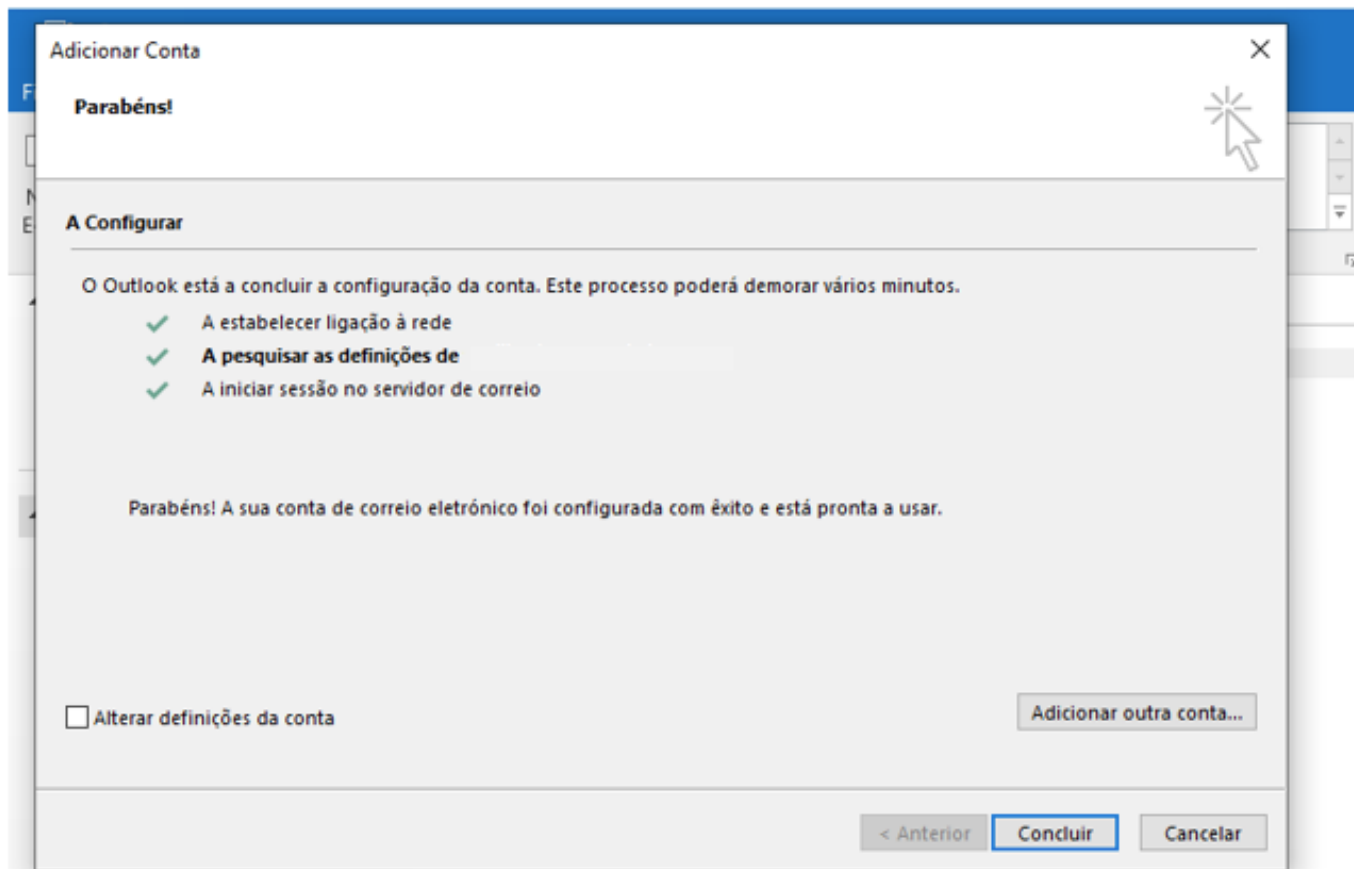 Adicionar Conta
Parabéns!
A Configurar
O Outlook está a concluir a configuração da conta. Este processo poderá demorar vários minutos.
A estabelecer ligação à rede
A pesquisar as definições de
A iniciar sessão no servidor de correio
Parabéns! A sua conta de correio eletrónico foi configurada com êxito e está pronta a usar.
Alterar definições da conta
Adicionar outra conta...
< Anterior
Concluir
Cancelar